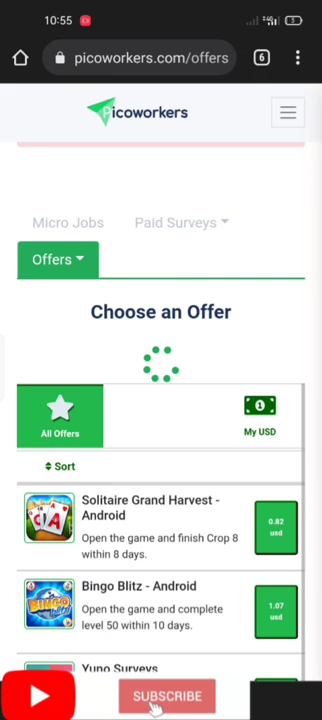 10:55
5
picoworkers.com/offers
6
Picoworkers
Micro Jobs
Paid Surveys
Offers
Choose an Offer
All Offers
My USD
Sort
Solitaire Grand Harvest -
Android
Open the game and finish Crop 8
within 8 days.
0.82
usd
Bingo Blitz - Android
Open the game and complete
level 50 within 10 days.
1.07
usd
Yuno Surveys
SUBSCRIBE